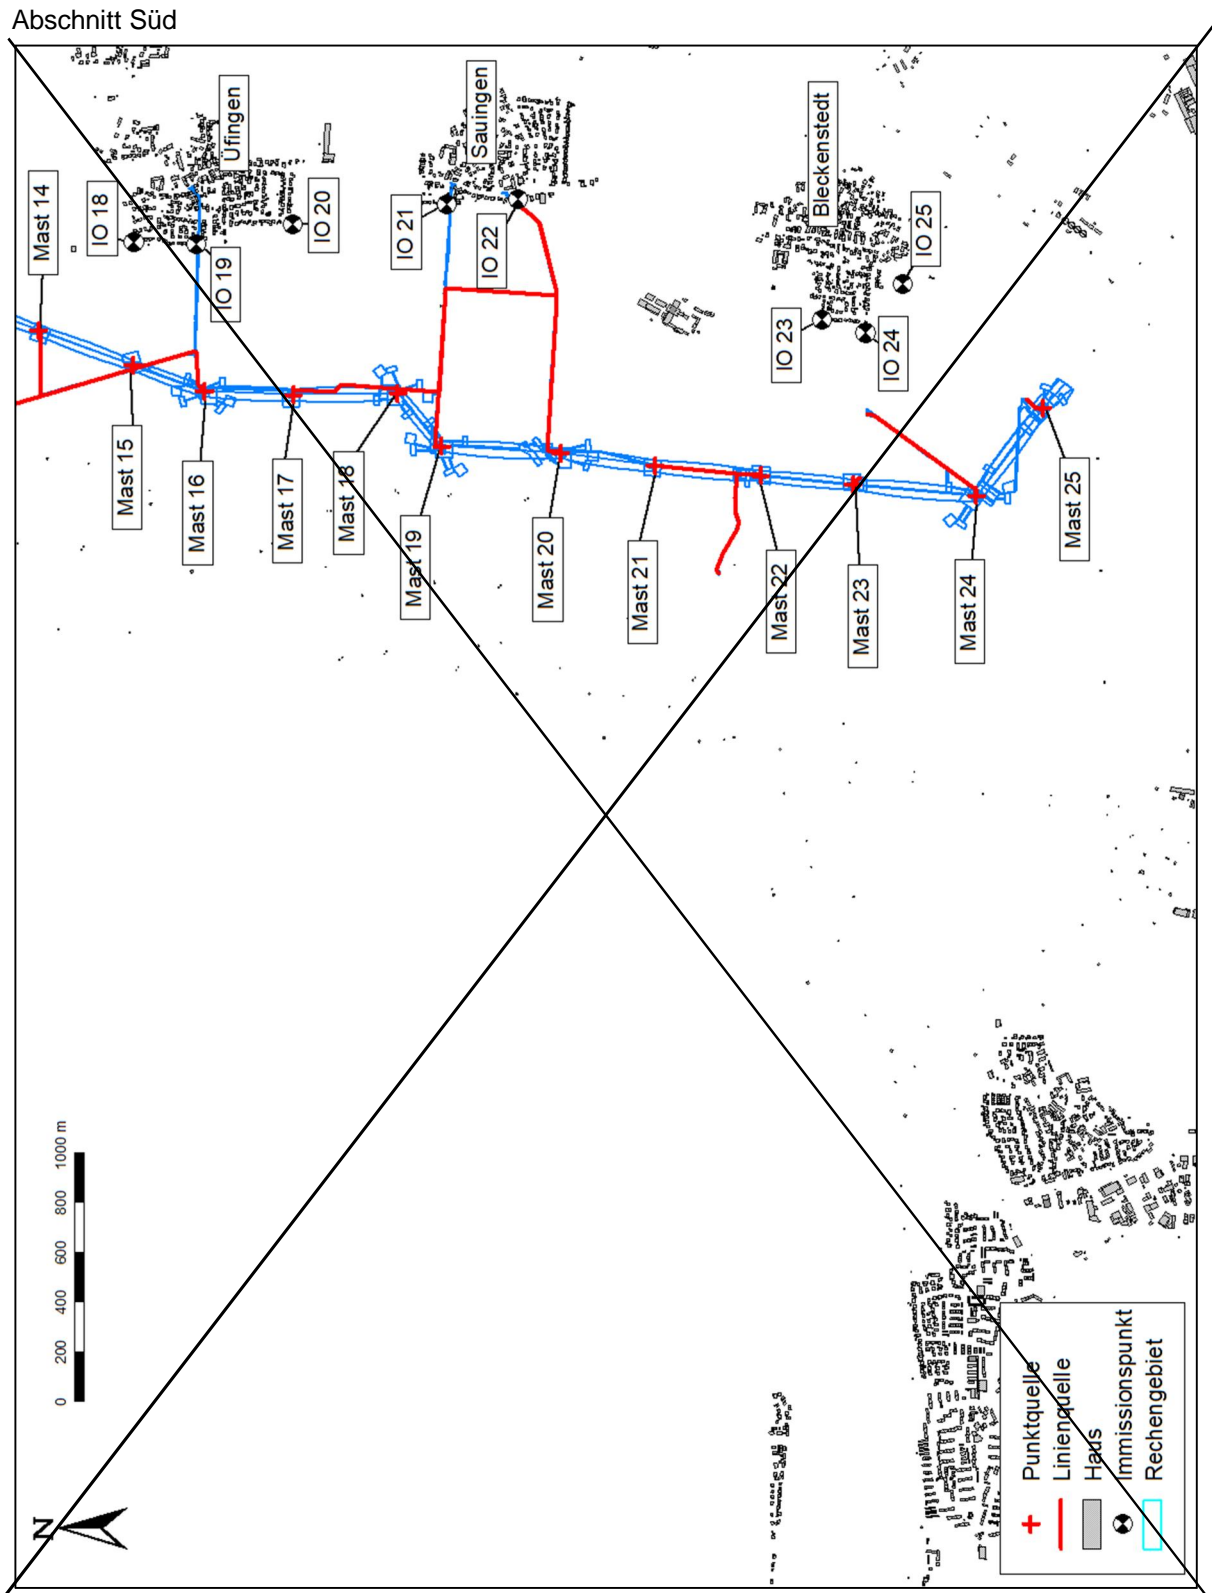 Abschnitt Süd
Mast 14
IO 18
Üfingen
IO 19
IO 20
Mast 15
Mast 16
Mast 17
Mast 18
IO 21
Sauingen
IO 22
Mast 19
Mast 20
Mast 21
Mast 22
Bleckenstedt
IO 23
IO 24
IO 25
Mast 23
Mast 24
Mast 25
N
0
200
400
600
800
1000 m
Punktquelle
Linienquelle
Haus
Immissionspunkt
Rechengebiet